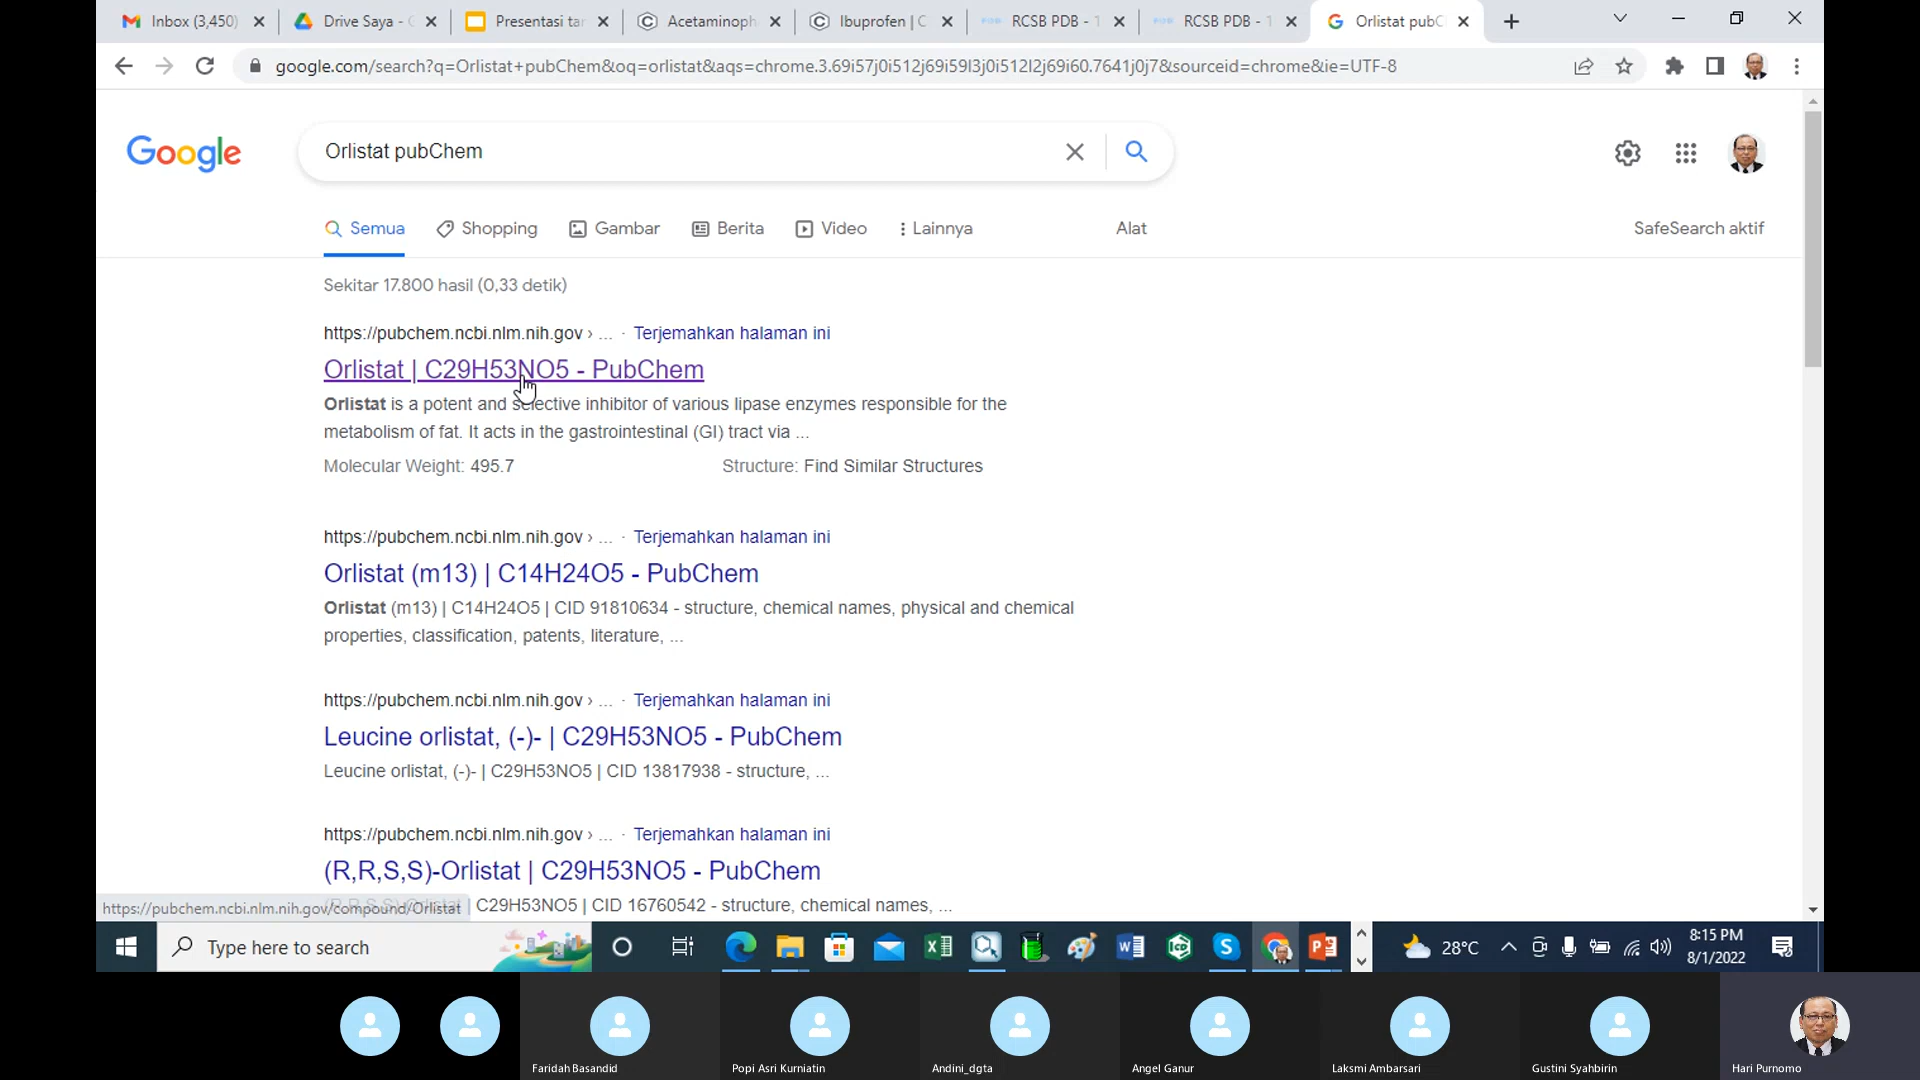 Inbox (3,450)
Drive Saya - G
Presentasi tar
Acetaminoph
Ibuprofen | C
RCSB PDB - 1
RCSB PDB - 1
Orlistat pubC
google.com/search?q=Orlistat+pubChem&oq=orlistat&aqs=chrome.3.69i57j0i512j69i59l3j0i512l2j69i60.7641j0j7&sourceid=chrome&ie=UTF-8
Google
Orlistat pubChem
Semua
Shopping
Gambar
Berita
Video
Lainnya
Alat
SafeSearch aktif
Sekitar 17.800 hasil (0,33 detik)
https://pubchem.ncbi.nlm.nih.gov › ... · Terjemahkan halaman ini
Orlistat | C29H53NO5 - PubChem
Orlistat is a potent and selective inhibitor of various lipase enzymes responsible for the
metabolism of fat. It acts in the gastrointestinal (GI) tract via ...
Molecular Weight: 495.7
Structure: Find Similar Structures
https://pubchem.ncbi.nlm.nih.gov › ... · Terjemahkan halaman ini
Orlistat (m13) | C14H24O5 - PubChem
Orlistat (m13) | C14H24O5 | CID 91810634 - structure, chemical names, physical and chemical
properties, classification, patents, literature, ...
https://pubchem.ncbi.nlm.nih.gov › ... · Terjemahkan halaman ini
Leucine orlistat, (-)- | C29H53NO5 - PubChem
Leucine orlistat, (-)- | C29H53NO5 | CID 13817938 - structure, ...
https://pubchem.ncbi.nlm.nih.gov › ... · Terjemahkan halaman ini
(R,R,S,S)-Orlistat | C29H53NO5 - PubChem
https://pubchem.ncbi.nlm.nih.gov/compound/Orlistat
| C29H53NO5 | CID 16760542 - structure, chemical names, ...
Type here to search
28°C
8:15 PM
8/1/2022
Faridah Basandid
Popi Asri Kurniatin
Andini_dgta
Angel Ganur
Laksmi Ambarsari
Gustini Syahbirin
Hari Purnomo